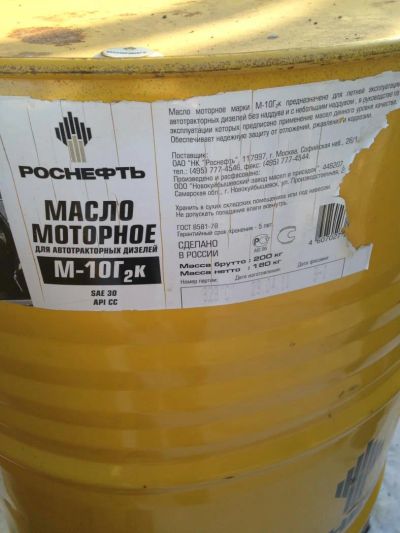 РОСНЕФТЬ
МАСЛО
МОТОРНОЕ
ДЛЯ АВТОТРАКТОРНЫХ ДИЗЕЛЕЙ
М-10Г2К
SAE 30
API CC
Масло моторное марки М-10Г2К предназначено для летней эксплуатации
автотракторных дизелей без наддува и с небольшим наддувом, в руководстве по
эксплуатации которых предписано применение масел данного уровня качества.
Обеспечивает надежную защиту от отложений, ржавления, коррозии.
Поставщик:
ОАО "НК "Роснефть", 117997, г. Москва, Софийская наб., 26/1
тел.: (495) 777-4546, факс: (495) 777-4544.
Произведено и расфасовано:
ООО "Новокуйбышевский завод масел и присадок", 446207,
Самарская обл., г. Новокуйбышевск, ул. Производственная,
Хранить в сухих складских помещениях или под навесом.
Не допускать попадания влаги внутрь.
ГОСТ 8581-78
Гарантийный срок хранения - 5 лет
СДЕЛАНО
В РОССИИ
Масса брутто: 200 кг
Масса нетто: 180 кг
Номер партии: Дата изготовления: